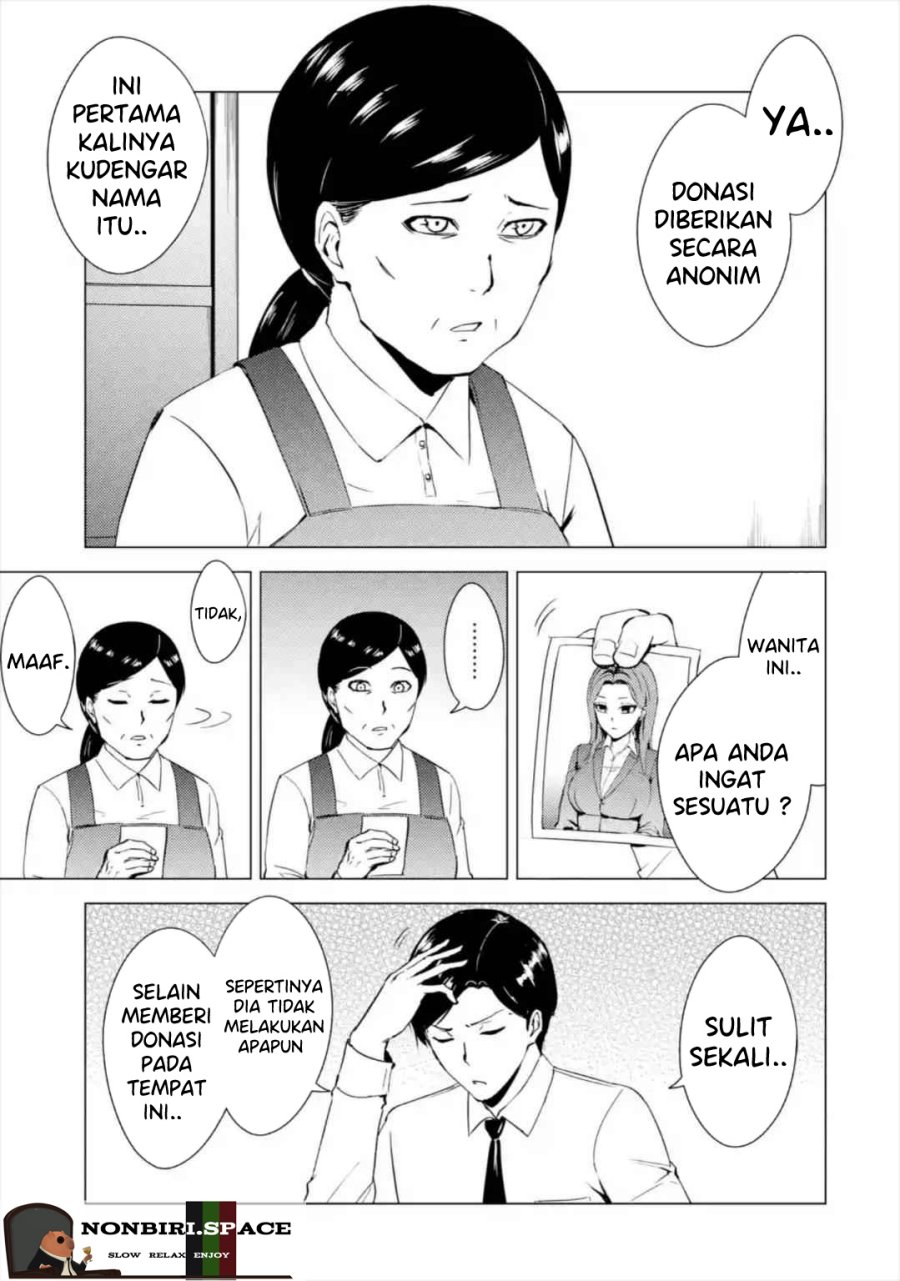 YA..
DONASI
DIBERIKAN
SECARA
ANONIM
INI
PERTAMA
KALINYA
KUDENGAR
NAMA
ITU..
WANITA
INI..
APA ANDA
INGAT
SESUATU ?
.........
TIDAK,
MAAF.
SULIT
SEKALI..
SEPERTINYA
DIA TIDAK
MELAKUKAN
APAPUN
SELAIN
MEMBERI
DONASI
PADA
TEMPAT
INI..
NONBIRI.SPACE
SLOW RELAX ENJOY